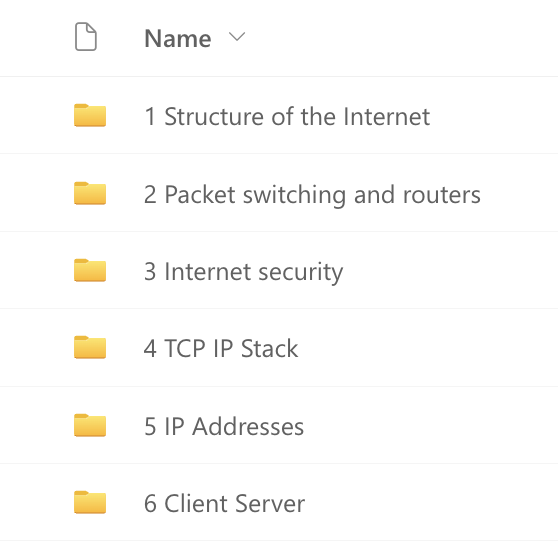 Name
1 Structure of the Internet
2 Packet switching and routers
3 Internet security
4 TCP IP Stack
5 IP Addresses
6 Client Server